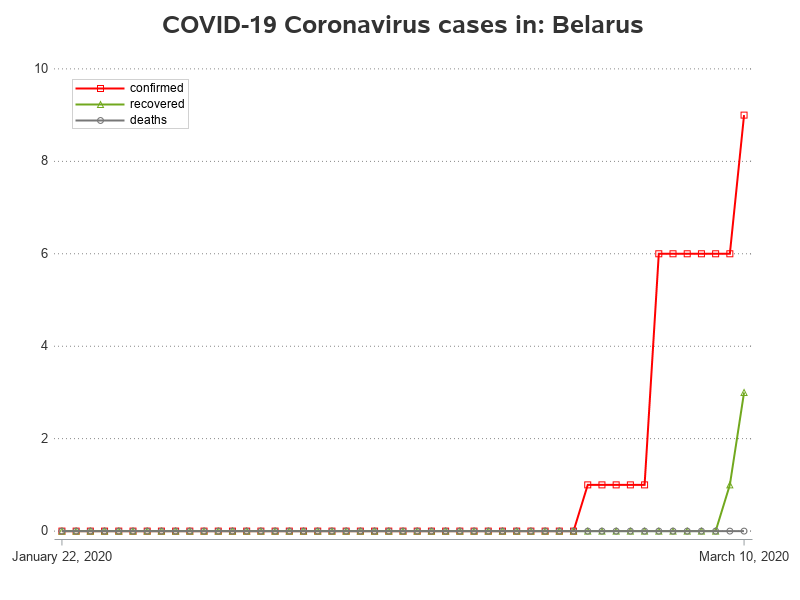 COVID-19 Coronavirus cases in: Belarus
10
confirmed
recovered
deaths
8
6
4
2
0
January 22, 2020
March 10, 2020